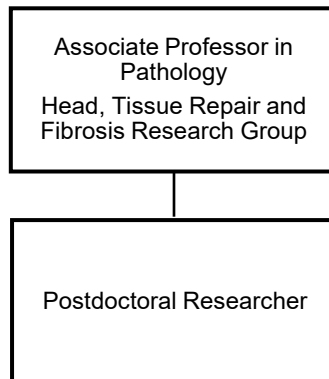 Associate Professor in
Pathology
Head, Tissue Repair and
Fibrosis Research Group
Postdoctoral Researcher